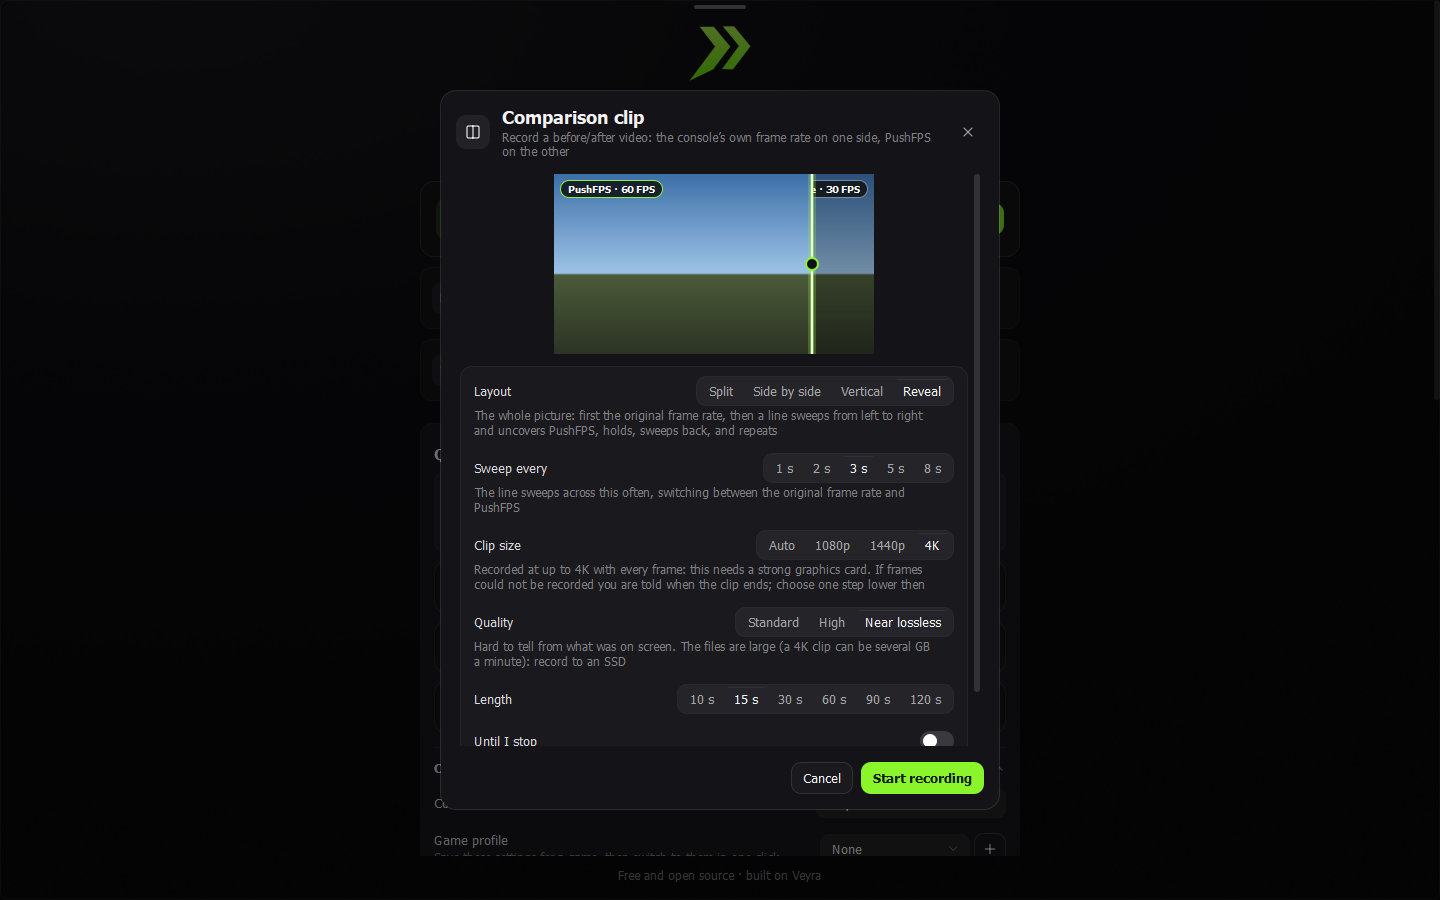 Comparison clip
Record a before/after video: the console’s own frame rate on one side, PushFPS
on the other
PushFPS · 60 FPS
· 30 FPS
Layout
Split Side by side Vertical Reveal
The whole picture: first the original frame rate, then a line sweeps from left to right
and uncovers PushFPS, holds, sweeps back, and repeats
Sweep every
1 s 2 s 3 s 5 s 8 s
The line sweeps across this often, switching between the original frame rate and
PushFPS
Clip size
Auto 1080p 1440p 4K
Recorded at up to 4K with every frame: this needs a strong graphics card. If frames
could not be recorded you are told when the clip ends; choose one step lower then
Quality
Standard High Near lossless
Hard to tell from what was on screen. The files are large (a 4K clip can be several GB
a minute): record to an SSD
Length
10 s 15 s 30 s 60 s 90 s 120 s
Until I stop
Cancel Start recording
Game profile
None
Free and open source · built on Veyra